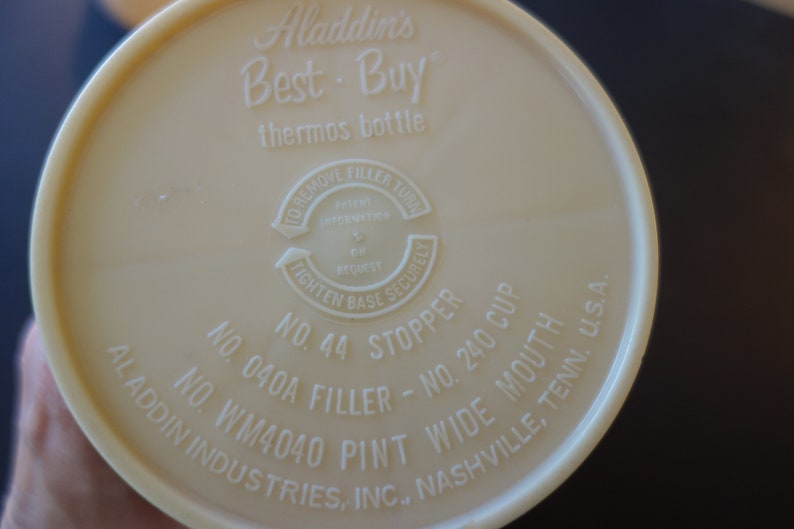 Aladdin's
Best · Buy®
thermos bottle
TO REMOVE FILLER TURN
PATENT
INFORMATION
ON
REQUEST
TIGHTEN BASE SECURELY
NO. 44 STOPPER
NO. 040A FILLER – NO. 240 CUP
NO. WM4040 PINT WIDE MOUTH
ALADDIN INDUSTRIES, INC., NASHVILLE, TENN. U.S.A.